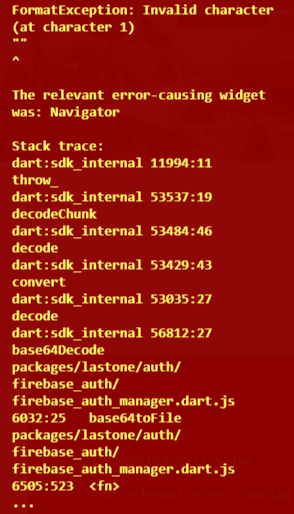 FormatException: Invalid character
(at character 1)
""
^
The relevant error-causing widget
was: Navigator
Stack trace:
dart:sdk_internal 11994:11
throw_
dart:sdk_internal 53537:19
decodeChunk
dart:sdk_internal 53484:46
decode
dart:sdk_internal 53429:43
convert
dart:sdk_internal 53035:27
decode
dart:sdk_internal 56812:27
base64Decode
packages/lastone/auth/
firebase_auth/
firebase_auth_manager.dart.js
6032:25 base64toFile
packages/lastone/auth/
firebase_auth/
firebase_auth_manager.dart.js
6505:523 <fn>
...